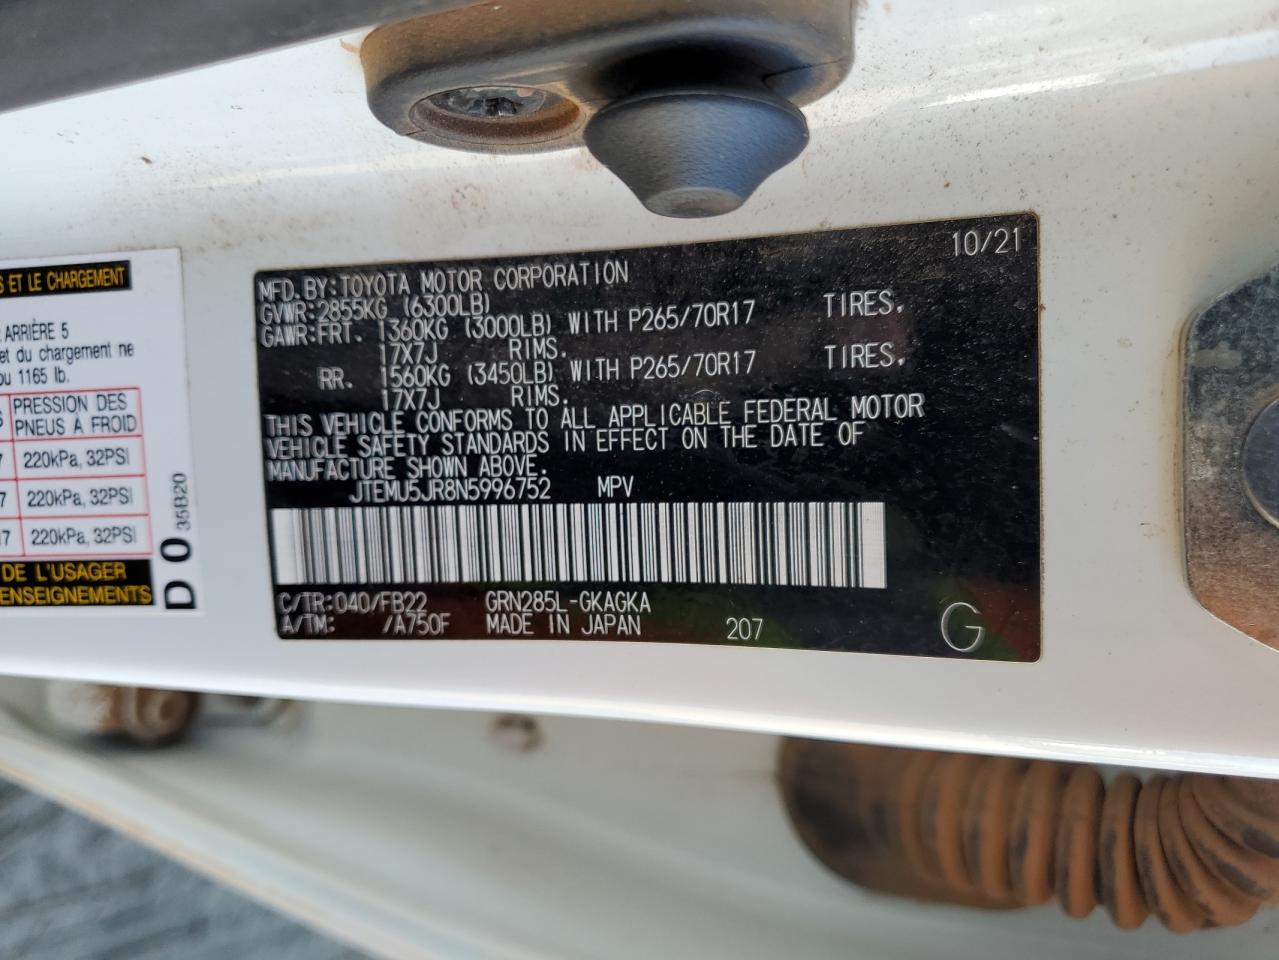 S ET LE CHARGEMENT
ARRIÈRE 5
et du chargement ne
ou 1165 lb.
PRESSION DES
PNEUS A FROID
220kPa, 32PSI
220kPa, 32PSI
220kPa, 32PSI
DE L'USAGER
ENSEIGNEMENTS
D 0 35B20
10/21
MFD. BY: TOYOTA MOTOR CORPORATION
GVWR: 2855KG (6300LB)
GAWR: FRT. 1360KG (3000LB) WITH P265/70R17 TIRES,
17X7J RIMS.
RR. 1560KG (3450LB) WITH P265/70R17 TIRES,
17X7J RIMS.
THIS VEHICLE CONFORMS TO ALL APPLICABLE FEDERAL MOTOR
VEHICLE SAFETY STANDARDS IN EFFECT ON THE DATE OF
MANUFACTURE SHOWN ABOVE.
JTEMU5JR8N5996752 MPV
C/TR: 040/FB22 GRN285L-GKAGKA
A/TM: /A750F MADE IN JAPAN 207 G